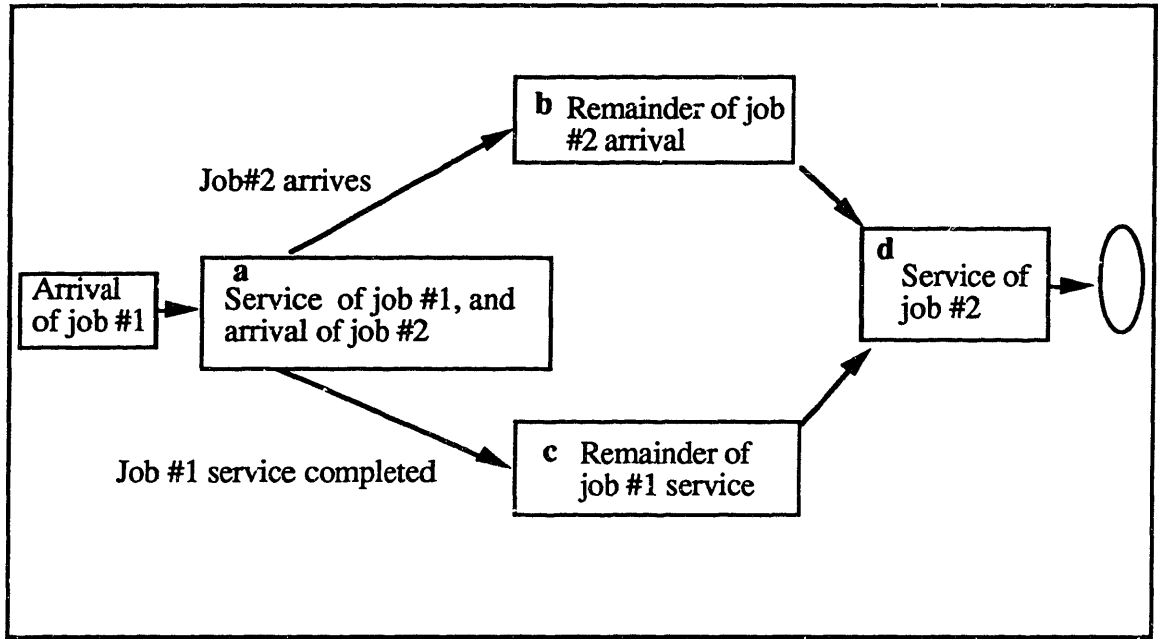 b Remainder of job
#2 arrival
Job#2 arrives
a
Service of job #1, and
arrival of job #2
Arrival
of job #1
d
Service of
job #2
Job #1 service completed
c Remainder of
job #1 service